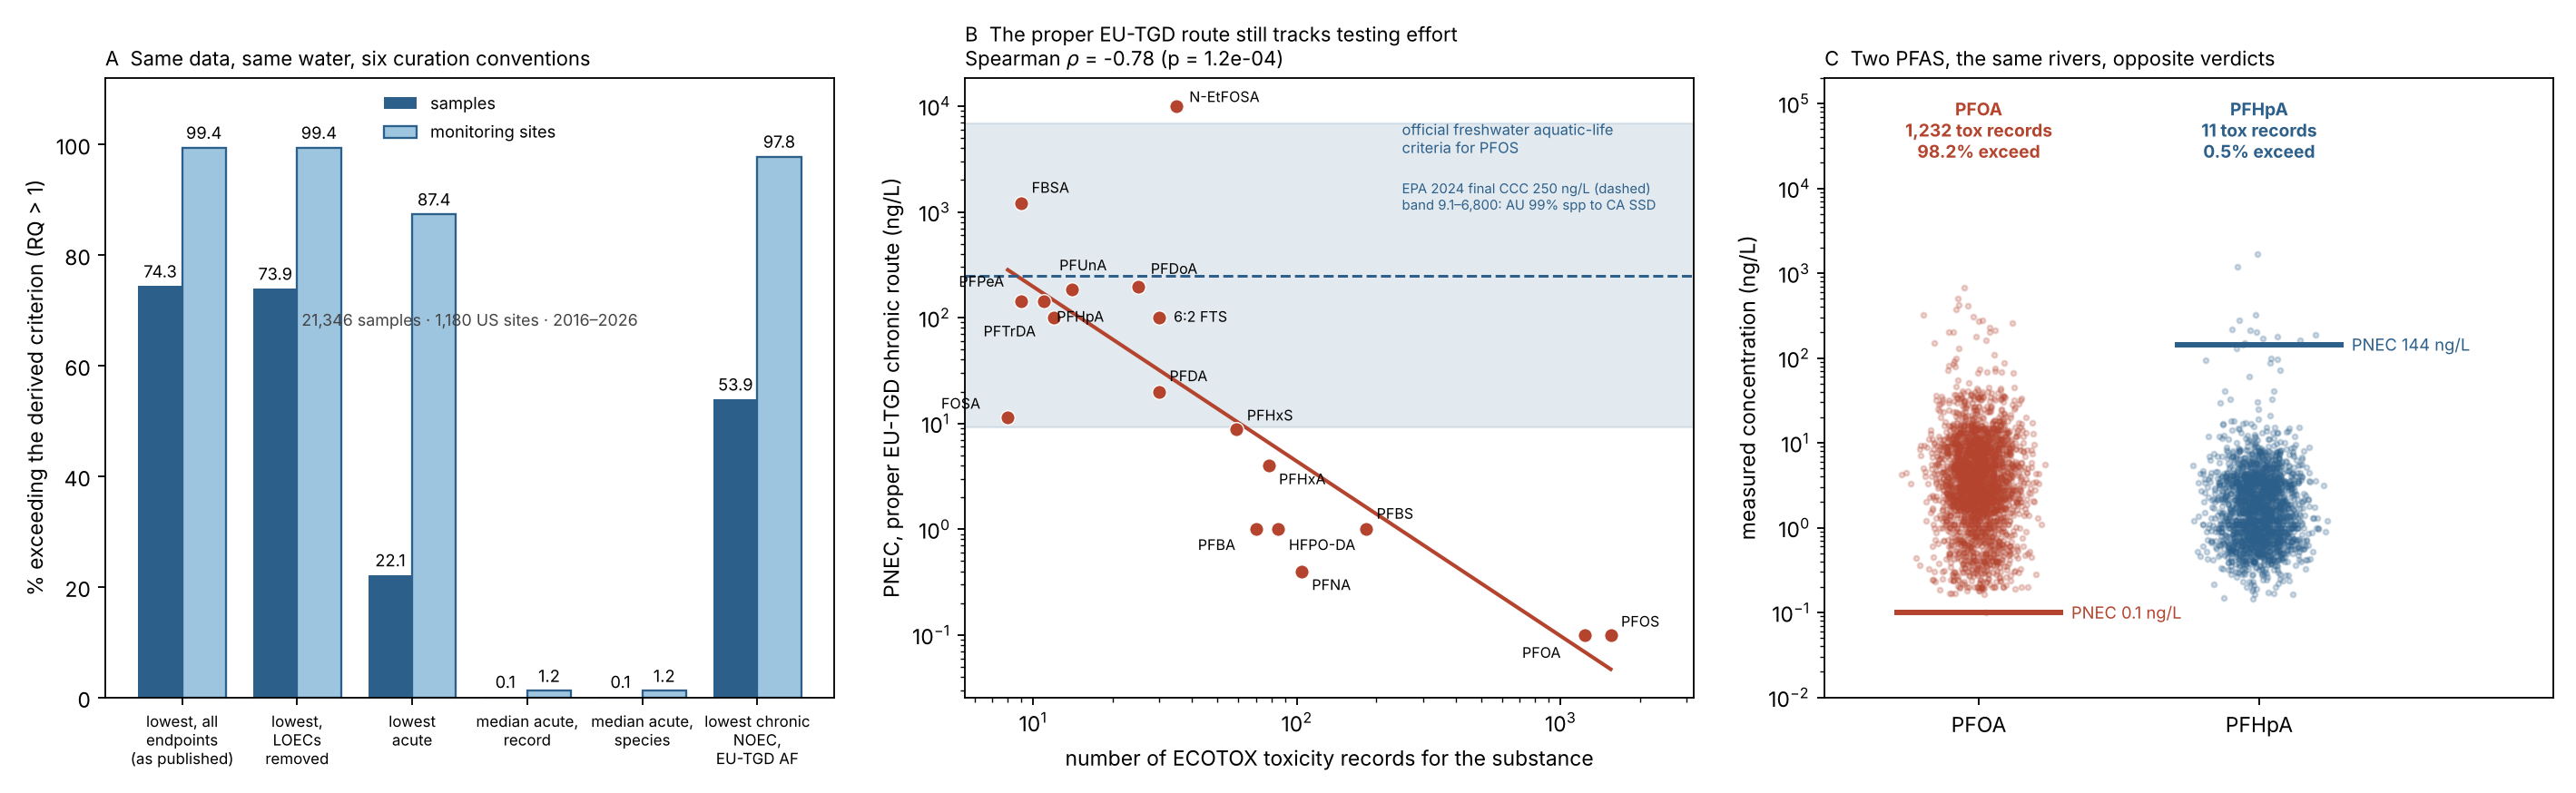 A  Same data, same water, six curation conventions
samples
monitoring sites
% exceeding the derived criterion (RQ > 1)
100
80
60
40
20
0
74.3
99.4
73.9
99.4
22.1
87.4
0.1
1.2
0.1
1.2
53.9
97.8
21,346 samples · 1,180 US sites · 2016–2026
lowest, all
endpoints
(as published)
lowest,
LOECs
removed
lowest
acute
median acute,
record
median acute,
species
lowest chronic
NOEC,
EU-TGD AF
B  The proper EU-TGD route still tracks testing effort
Spearman ρ = -0.78 (p = 1.2e-04)
PNEC, proper EU-TGD chronic route (ng/L)
10⁴
10³
10²
10¹
10⁰
10⁻¹
N-EtFOSA
official freshwater aquatic-life
criteria for PFOS
EPA 2024 final CCC 250 ng/L (dashed)
band 9.1–6,800: AU 99% spp to CA SSD
FBSA
PFUnA
PFDoA
PFPeA
PFHpA
PFTrDA
6:2 FTS
PFDA
FOSA
PFHxS
PFHxA
PFBS
PFBA
HFPO-DA
PFNA
PFOS
PFOA
10¹
10²
10³
number of ECOTOX toxicity records for the substance
C  Two PFAS, the same rivers, opposite verdicts
measured concentration (ng/L)
10⁵
10⁴
10³
10²
10¹
10⁰
10⁻¹
10⁻²
PFOA
1,232 tox records
98.2% exceed
PFHpA
11 tox records
0.5% exceed
PNEC 144 ng/L
PNEC 0.1 ng/L
PFOA
PFHpA